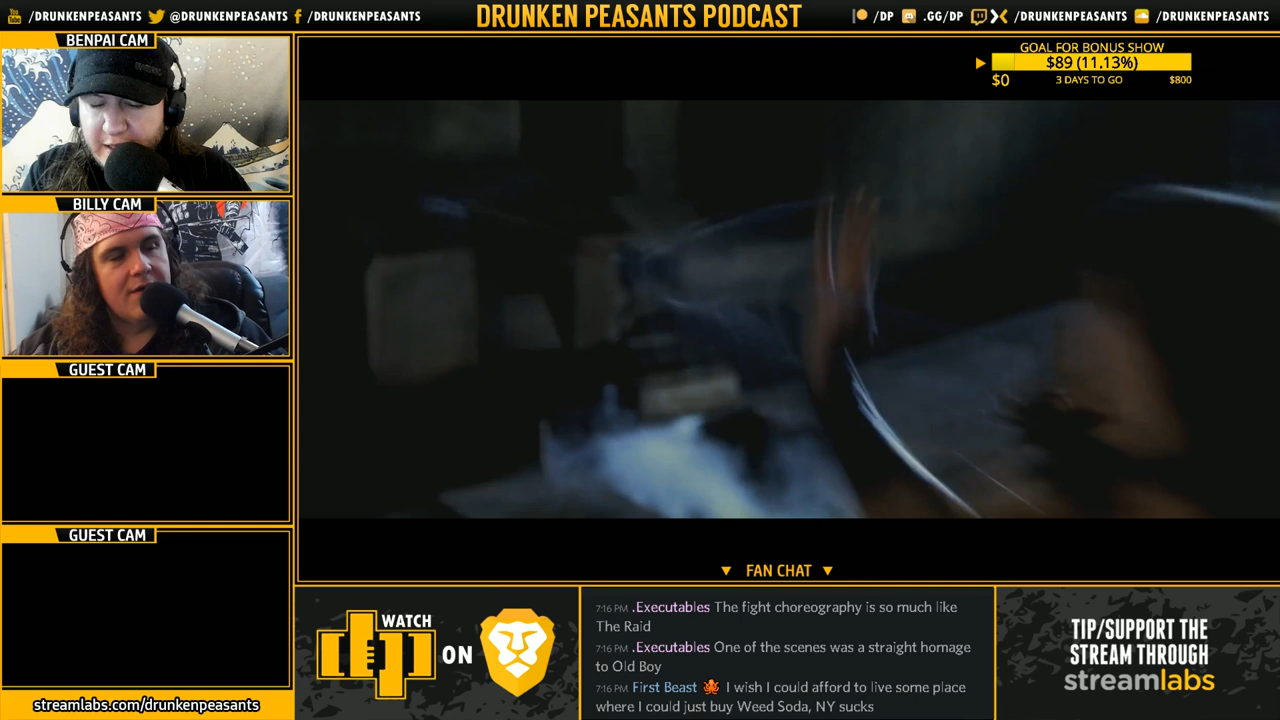 /DRUNKENPEASANTS @DRUNKENPEASANTS /DRUNKENPEASANTS DRUNKEN PEASANTS PODCAST /DP .GG/DP /DRUNKENPEASANTS /DRUNKENPEASANTS
BENPAI CAM
GOAL FOR BONUS SHOW
$89 (11.13%)
$0 3 DAYS TO GO $800
BILLY CAM
GUEST CAM
GUEST CAM
FAN CHAT
WATCH
ON
7:16 PM .Executables The fight choreography is so much like
The Raid
7:16 PM .Executables One of the scenes was a straight homage
to Old Boy
7:16 PM First Beast 🐙 I wish I could afford to live some place
where I could just buy Weed Soda, NY sucks
TIP/SUPPORT THE
STREAM THROUGH
streamlabs
streamlabs.com/drunkenpeasants